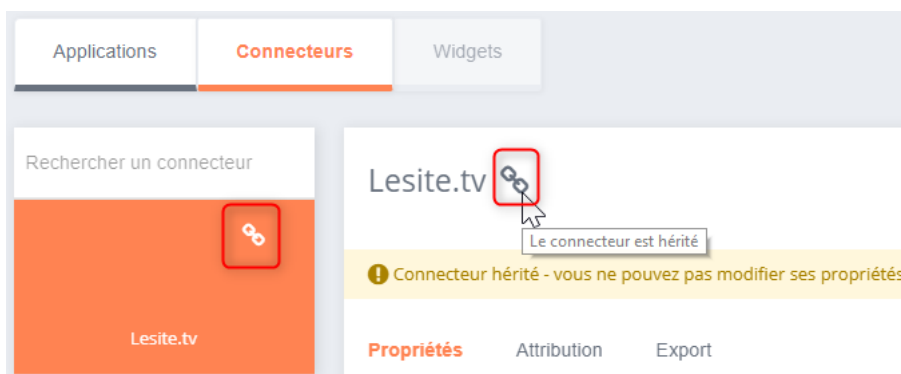 Applications
Connecteurs
Widgets
Rechercher un connecteur
Lesite.tv
Le connecteur est hérité
Connecteur hérité - vous ne pouvez pas modifier ses propriétés
Lesite.tv
Propriétés
Attribution
Export